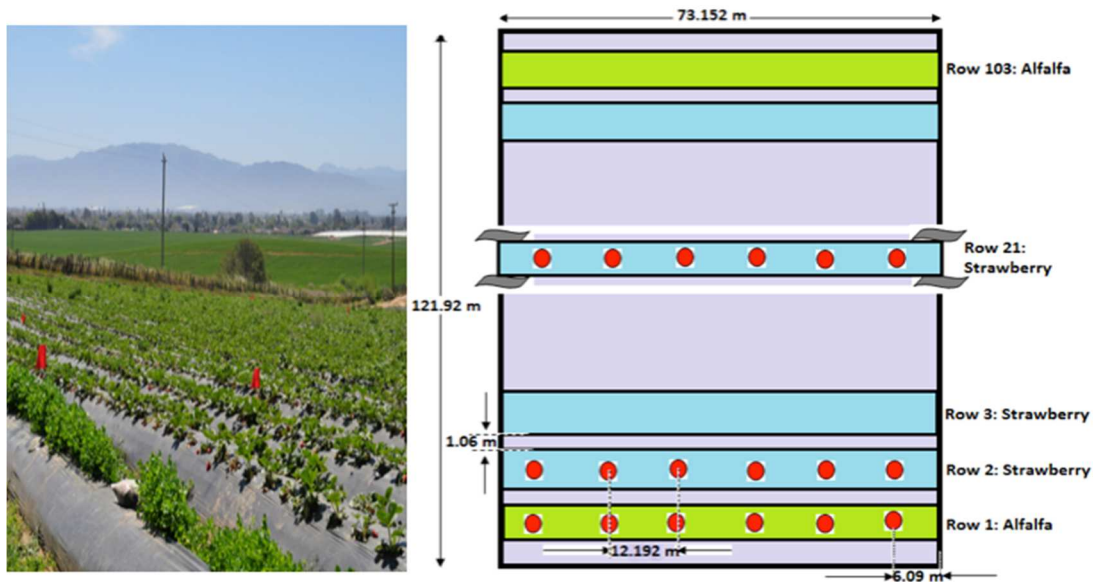 73.152 m
Row 103: Alfalfa
Row 21:
Strawberry
121.92 m
Row 3: Strawberry
1.06 m
Row 2: Strawberry
Row 1: Alfalfa
12.192 m
6.09 m